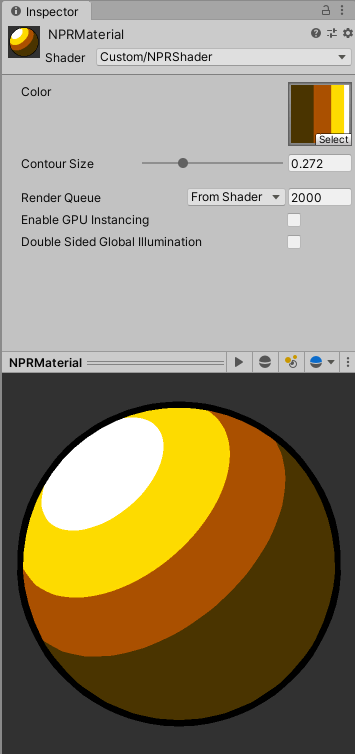 Inspector
NPRMaterial
Shader Custom/NPRShader
Color
Select
Contour Size 0.272
Render Queue From Shader 2000
Enable GPU Instancing
Double Sided Global Illumination
NPRMaterial